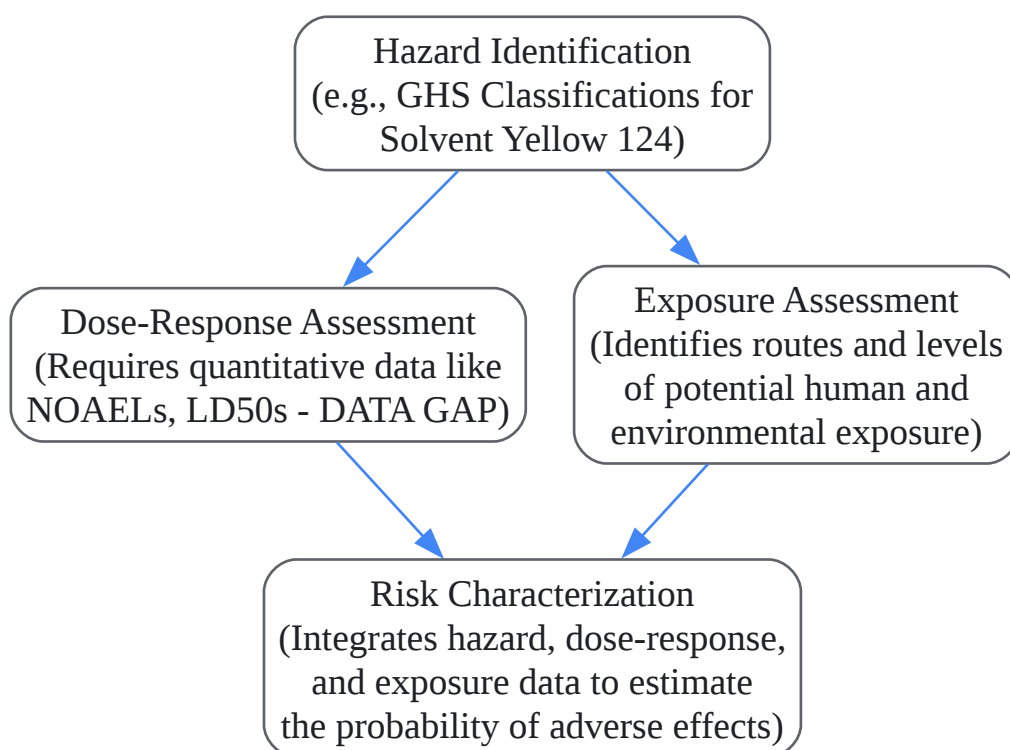 Hazard Identification
(e.g., GHS Classifications for
Solvent Yellow 124)
Dose-Response Assessment
(Requires quantitative data like
NOAELs, LD50s - DATA GAP)
Exposure Assessment
(Identifies routes and levels
of potential human and
environmental exposure)
Risk Characterization
(Integrates hazard, dose-response,
and exposure data to estimate
the probability of adverse effects)